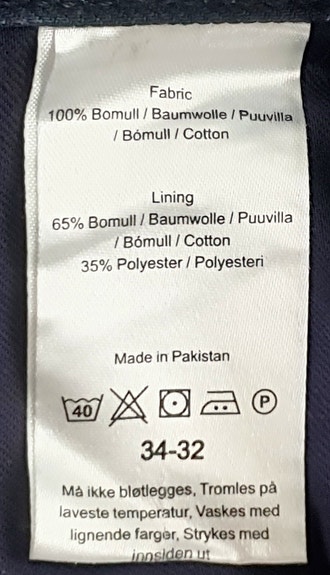 Fabric
100% Bomull / Baumwolle / Puuvilla
/ Bómull / Cotton
Lining
65% Bomull / Baumwolle / Puuvilla
/ Bómull / Cotton
35% Polyester / Polyesteri
Made in Pakistan
40 P
34-32
Må ikke bløtlegges, Tromles på
laveste temperatur, Vaskes med
lignende farger, Strykes med
innsiden ut